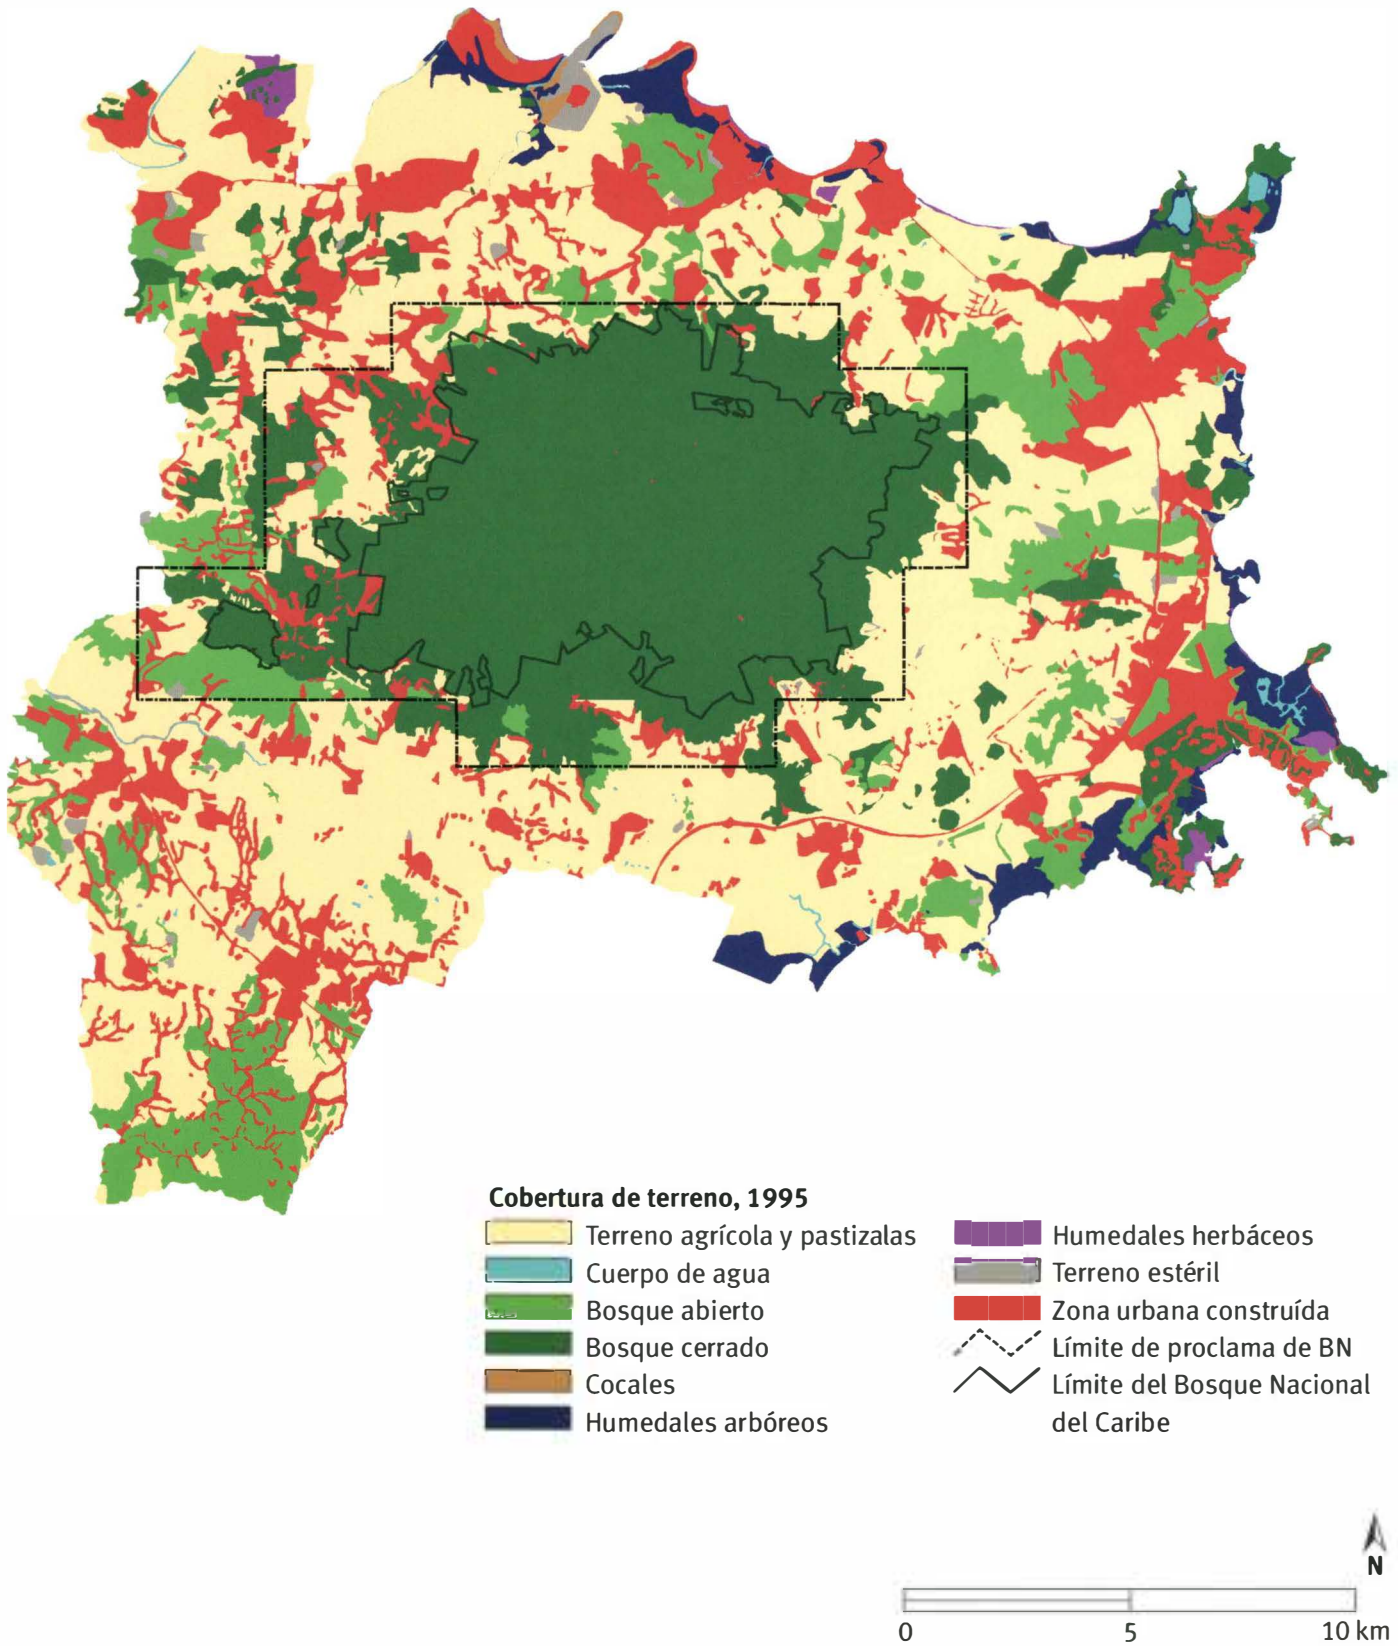 Cobertura de terreno, 1995
Terreno agrícola y pastizalas
Cuerpo de agua
Bosque abierto
Bosque cerrado
Cocales
Humedales arbóreos
Humedales herbáceos
Terreno estéril
Zona urbana construída
Límite de proclama de BN
Límite del Bosque Nacional
del Caribe
N
0 5 10 km